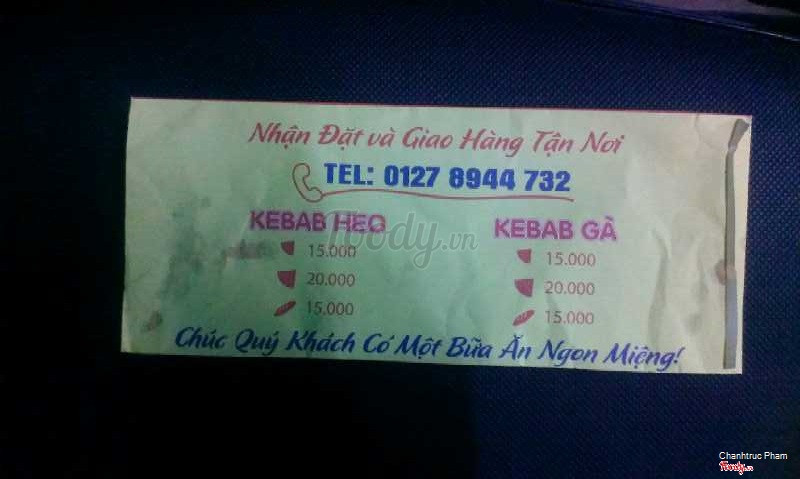 Nhận Đặt và Giao Hàng Tận Nơi
TEL: 0127 8944 732
KEBAB HEO
15.000
20.000
15.000
KEBAB GÀ
15.000
20.000
15.000
Chúc Quý Khách Có Một Bữa Ăn Ngon Miệng!
foody.vn
Chanhtruc Pham
foody.vn